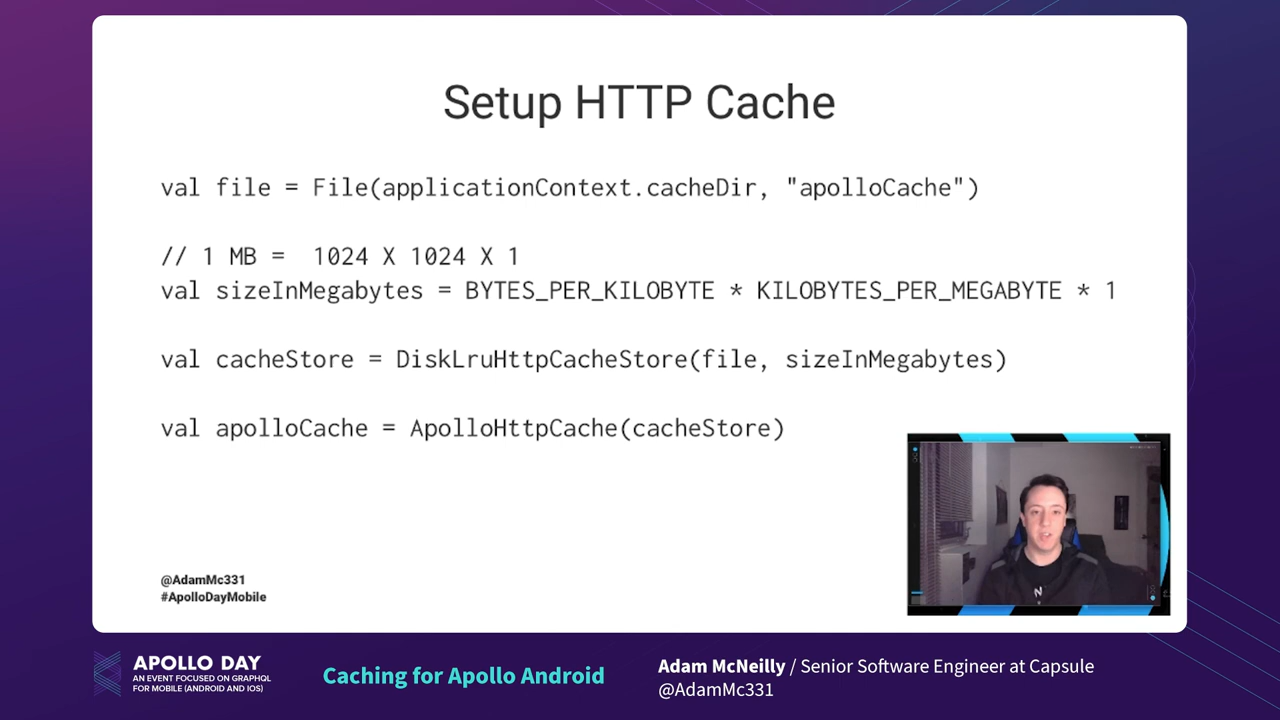 Setup HTTP Cache
val file = File(applicationContext.cacheDir, "apolloCache")
// 1 MB =  1024 X 1024 X 1
val sizeInMegabytes = BYTES_PER_KILOBYTE * KILOBYTES_PER_MEGABYTE * 1
val cacheStore = DiskLruHttpCacheStore(file, sizeInMegabytes)
val apolloCache = ApolloHttpCache(cacheStore)
@AdamMc331
#ApolloDayMobile
N
APOLLO DAY
AN EVENT FOCUSED ON GRAPHQL
FOR MOBILE (ANDROID AND IOS)
Caching for Apollo Android
Adam McNeilly / Senior Software Engineer at Capsule
@AdamMc331